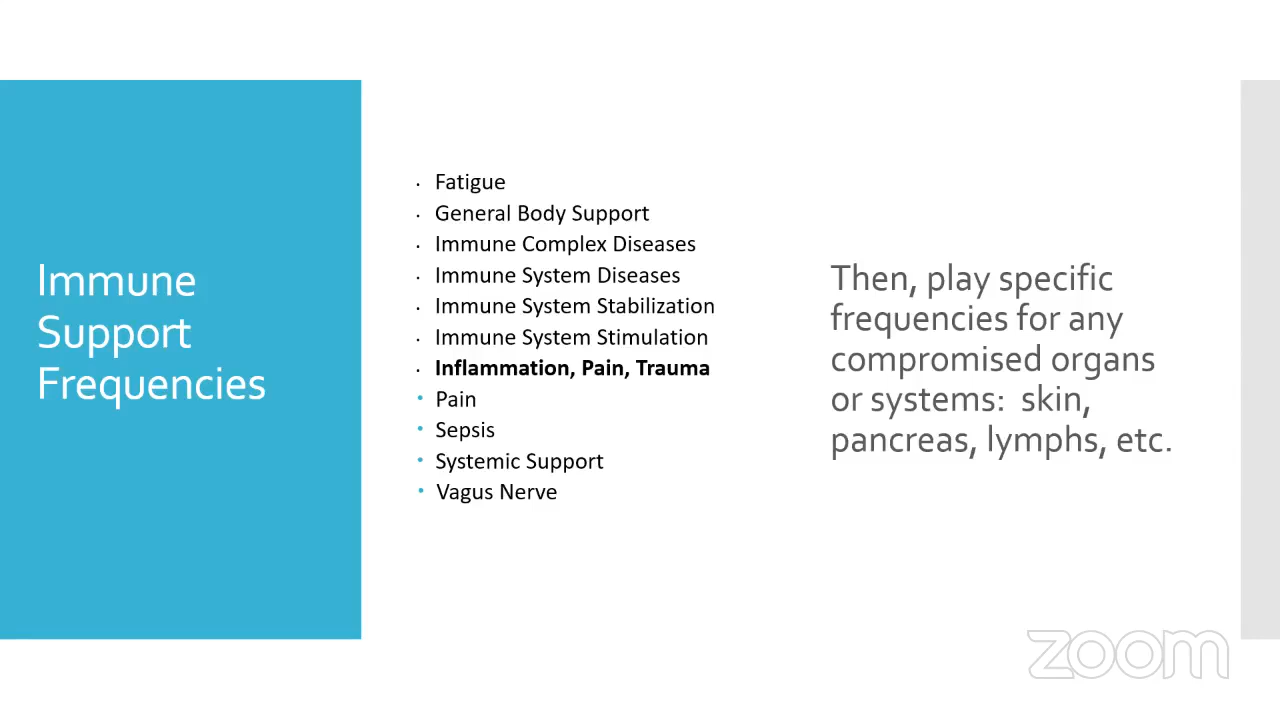 Immune
Support
Frequencies
· Fatigue
· General Body Support
· Immune Complex Diseases
· Immune System Diseases
· Immune System Stabilization
· Immune System Stimulation
· Inflammation, Pain, Trauma
• Pain
• Sepsis
• Systemic Support
• Vagus Nerve
Then, play specific
frequencies for any
compromised organs
or systems:  skin,
pancreas, lymphs, etc.
zoom